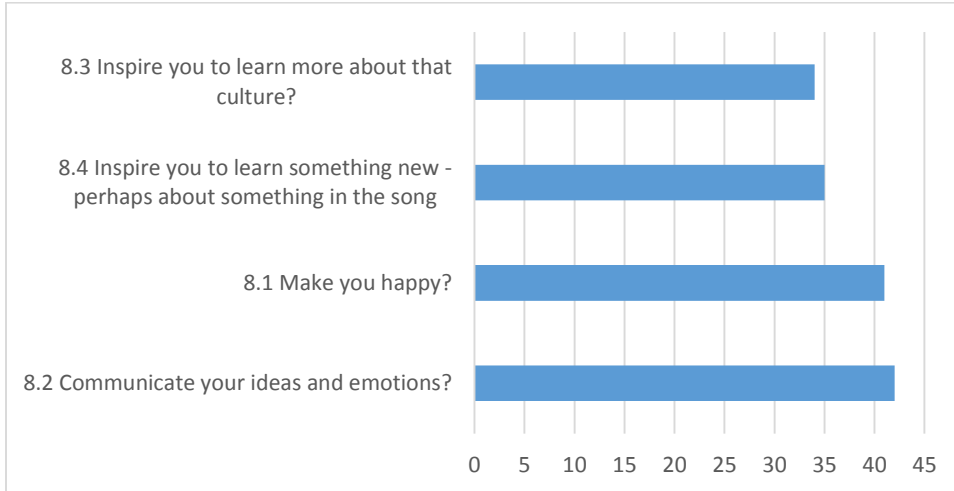 8.3 Inspire you to learn more about that
culture?
8.4 Inspire you to learn something new -
perhaps about something in the song
8.1 Make you happy?
8.2 Communicate your ideas and emotions?
0 5 10 15 20 25 30 35 40 45